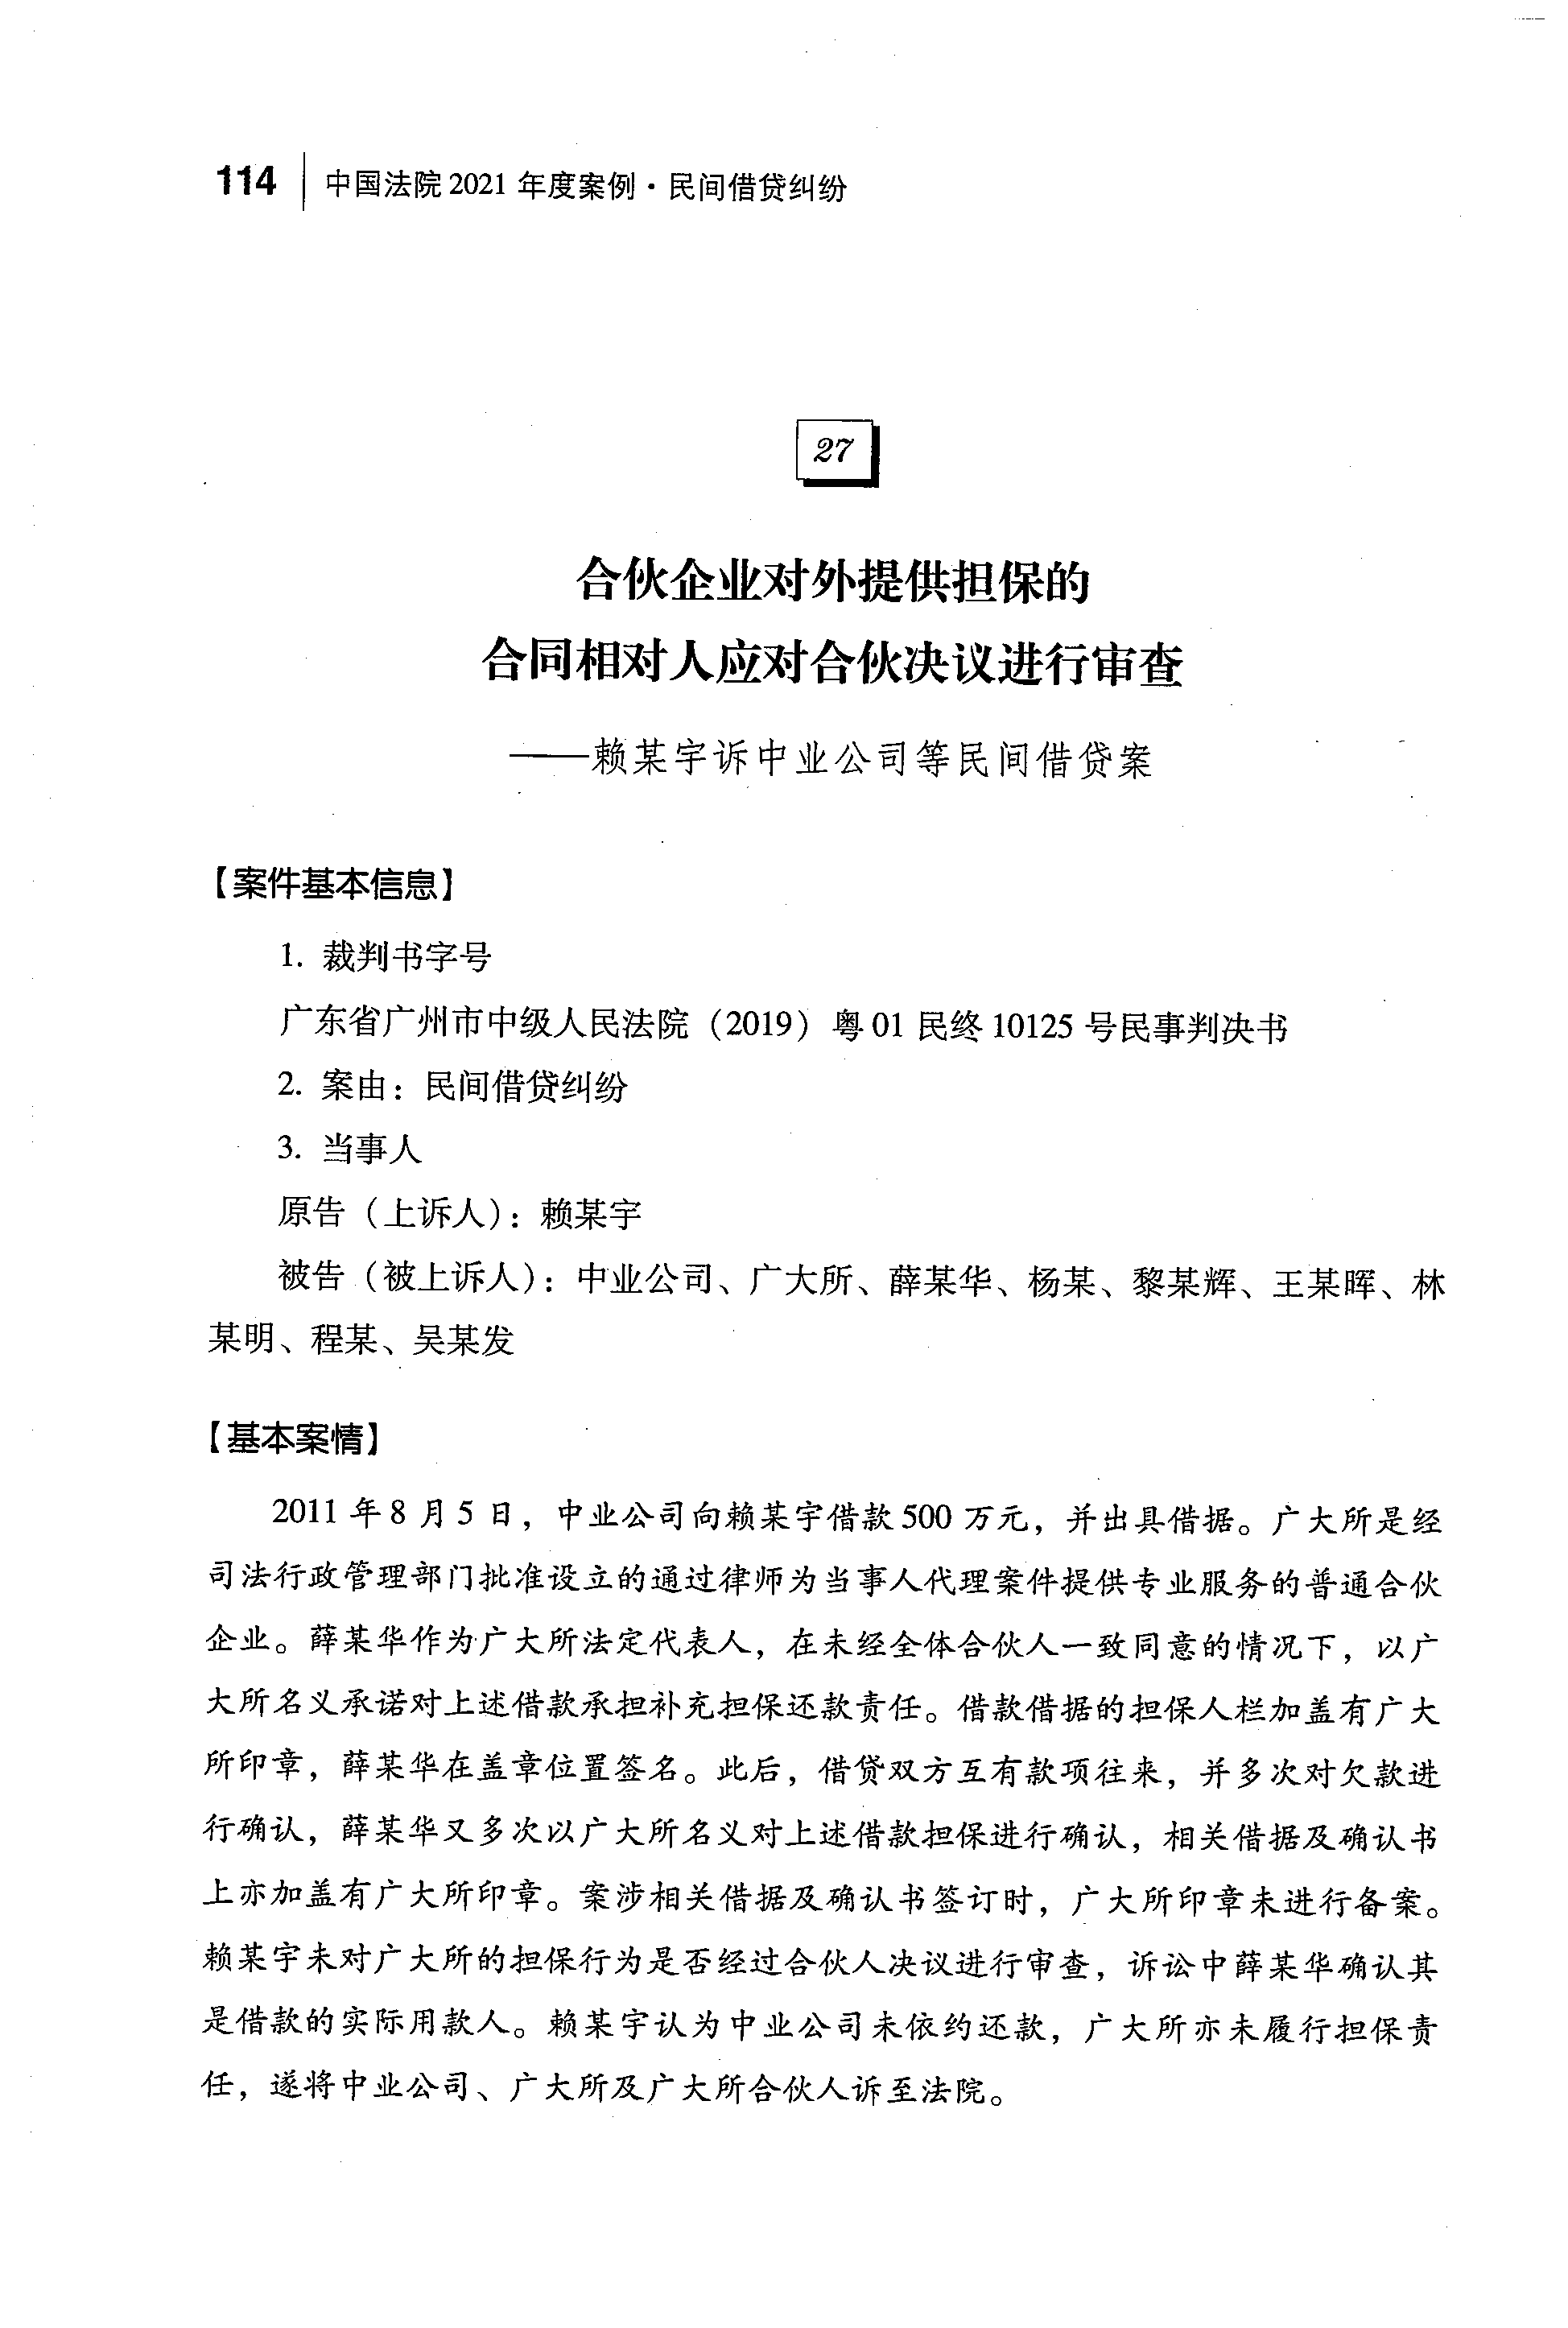 114 中国法院2021年度案例·民间借贷纠纷
27
合伙企业对外提供担保的
合同相对人应对合伙决议进行审查
——赖某宇诉中业公司等民间借贷案
【案件基本信息】
1. 裁判书字号
广东省广州市中级人民法院（2019）粤01民终10125号民事判决书
2. 案由：民间借贷纠纷
3. 当事人
原告（上诉人）：赖某宇
被告（被上诉人）：中业公司、广大所、薛某华、杨某、黎某辉、王某晖、林
某明、程某、吴某发
【基本案情】
2011年8月5日，中业公司向赖某宇借款500万元，并出具借据。广大所是经
司法行政管理部门批准设立的通过律师为当事人代理案件提供专业服务的普通合伙
企业。薛某华作为广大所法定代表人，在未经全体合伙人一致同意的情况下，以广
大所名义承诺对上述借款承担补充担保还款责任。借款借据的担保人栏加盖有广大
所印章，薛某华在盖章位置签名。此后，借贷双方互有款项往来，并多次对欠款进
行确认，薛某华又多次以广大所名义对上述借款担保进行确认，相关借据及确认书
上亦加盖有广大所印章。案涉相关借据及确认书签订时，广大所印章未进行备案。
赖某宇未对广大所的担保行为是否经过合伙人决议进行审查，诉讼中薛某华确认其
是借款的实际用款人。赖某宇认为中业公司未依约还款，广大所亦未履行担保责
任，遂将中业公司、广大所及广大所合伙人诉至法院。